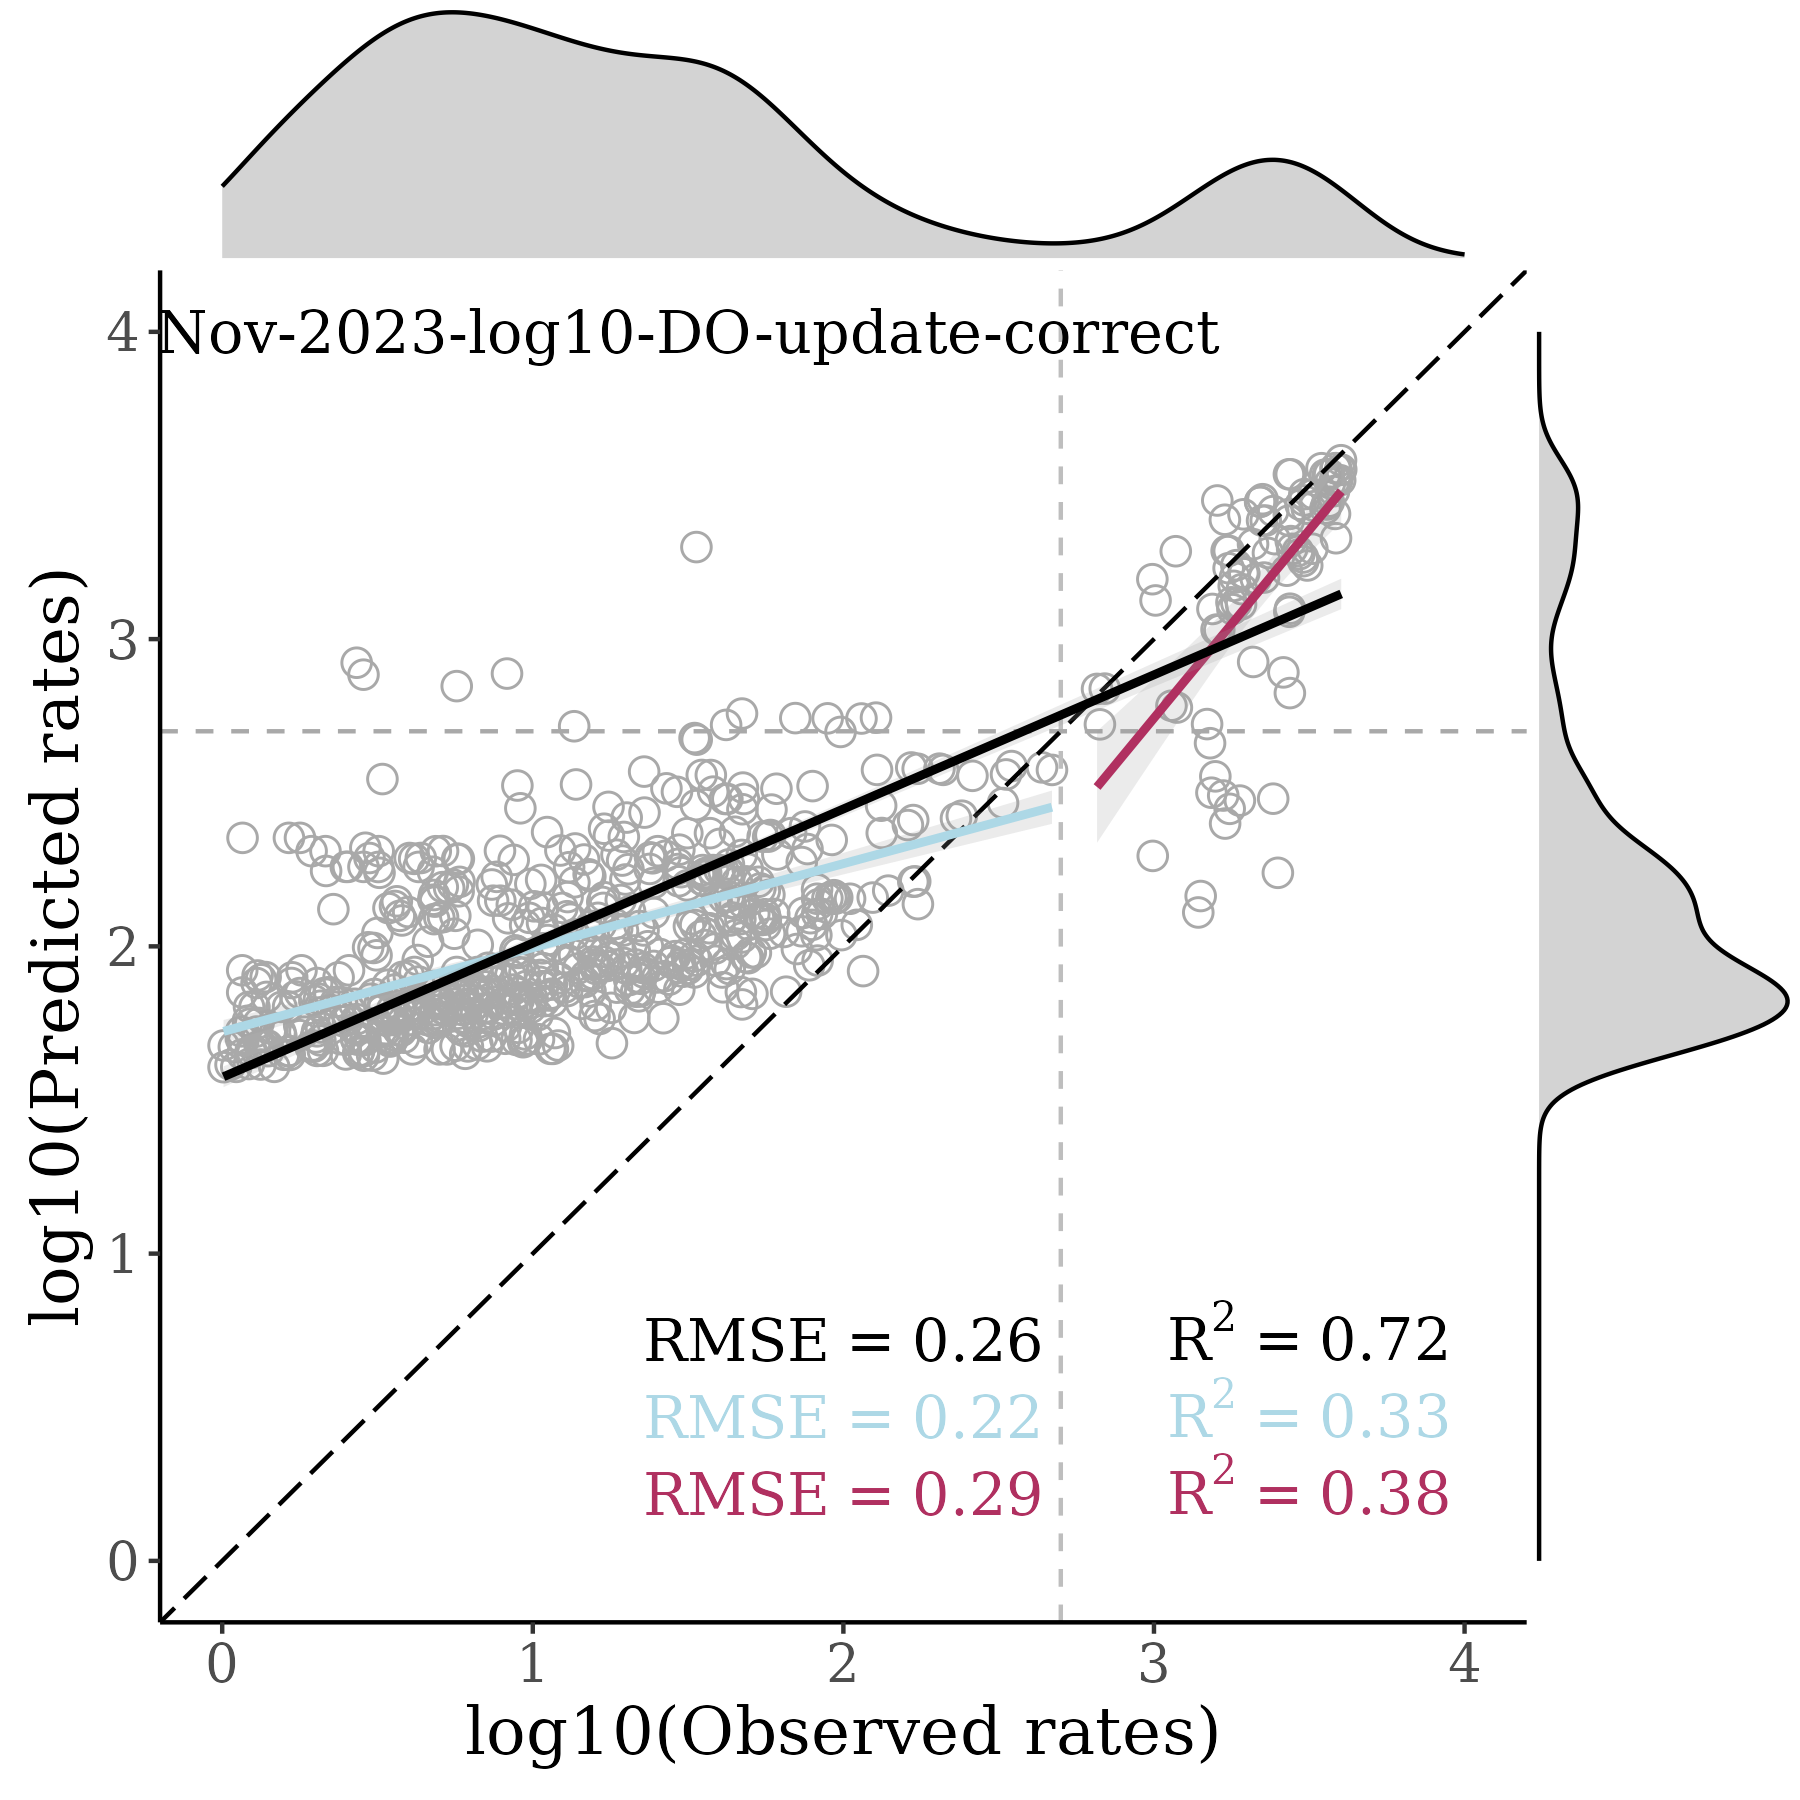 4
Nov-2023-log10-DO-update-correct
3
2
1
0
log10(Predicted rates)
RMSE = 0.26
R² = 0.72
RMSE = 0.22
R² = 0.33
RMSE = 0.29
R² = 0.38
0 1 2 3 4
log10(Observed rates)